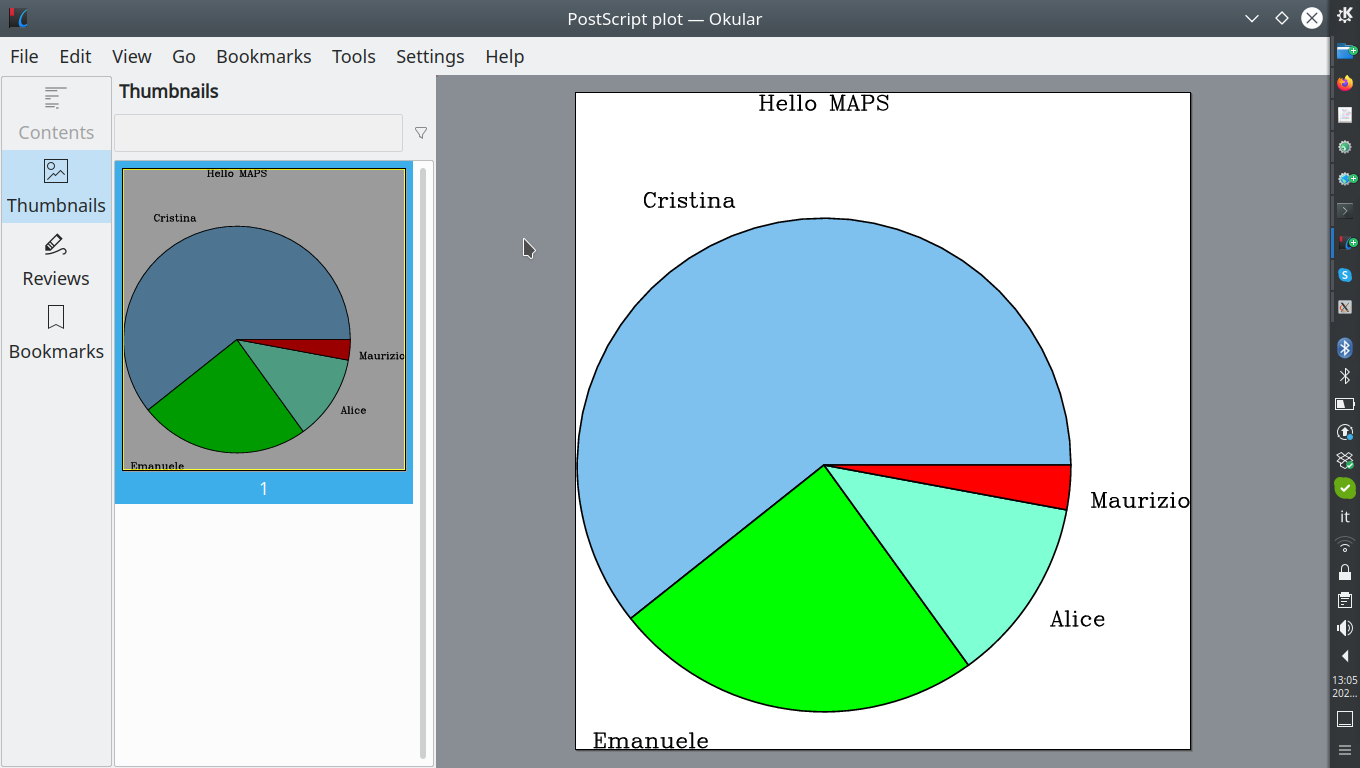 PostScript plot — Okular
File Edit View Go Bookmarks Tools Settings Help
Contents
Thumbnails
Reviews
Bookmarks
Thumbnails
Hello MAPS
Cristina
Maurizio
Alice
Emanuele
1
Hello MAPS
Cristina
Maurizio
Alice
Emanuele
it
13:05
202...